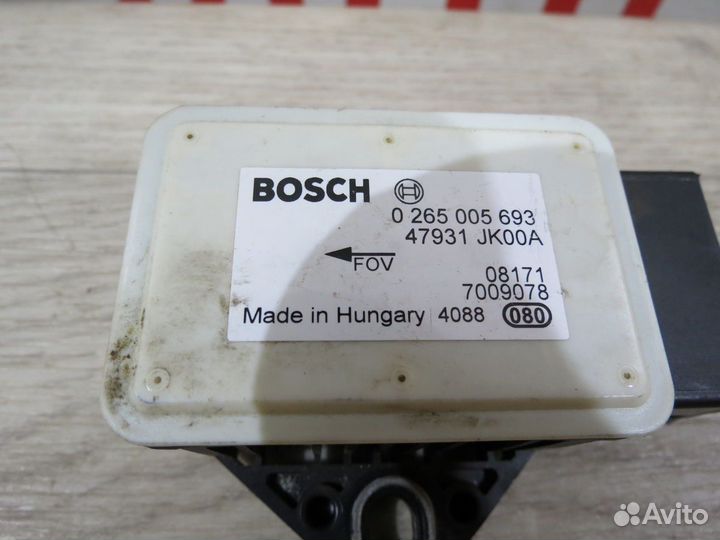 BOSCH
0 265 005 693
47931 JK00A
FOV
08171
7009078
Made in Hungary 4088 080
Avito